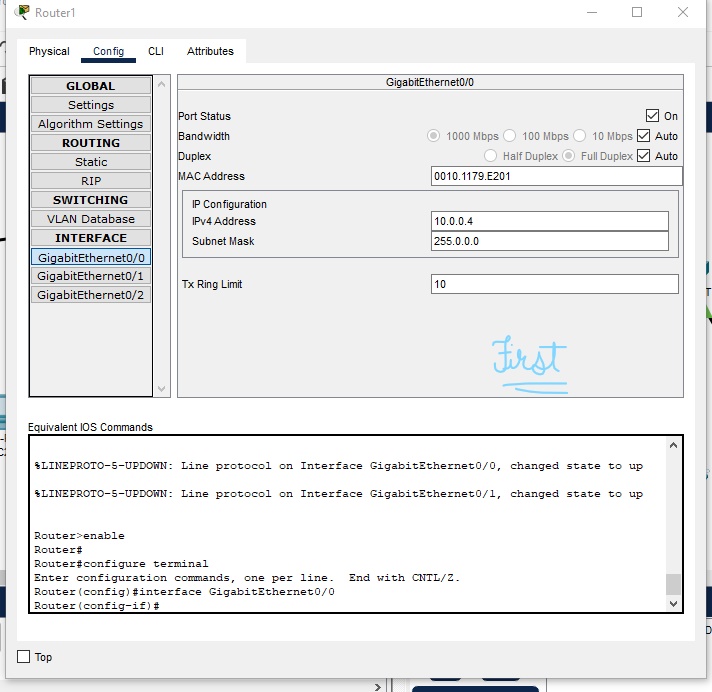 Router1
Physical Config CLI Attributes
GLOBAL
Settings
Algorithm Settings
ROUTING
Static
RIP
SWITCHING
VLAN Database
INTERFACE
GigabitEthernet0/0
GigabitEthernet0/1
GigabitEthernet0/2
GigabitEthernet0/0
Port Status On
Bandwidth 1000 Mbps 100 Mbps 10 Mbps Auto
Duplex Half Duplex Full Duplex Auto
MAC Address 0010.1179.E201
IP Configuration
IPv4 Address 10.0.0.4
Subnet Mask 255.0.0.0
Tx Ring Limit 10
First
Equivalent IOS Commands
%LINEPROTO-5-UPDOWN: Line protocol on Interface GigabitEthernet0/0, changed state to up
%LINEPROTO-5-UPDOWN: Line protocol on Interface GigabitEthernet0/1, changed state to up
Router>enable
Router#
Router#configure terminal
Enter configuration commands, one per line.  End with CNTL/Z.
Router(config)#interface GigabitEthernet0/0
Router(config-if)#
Top